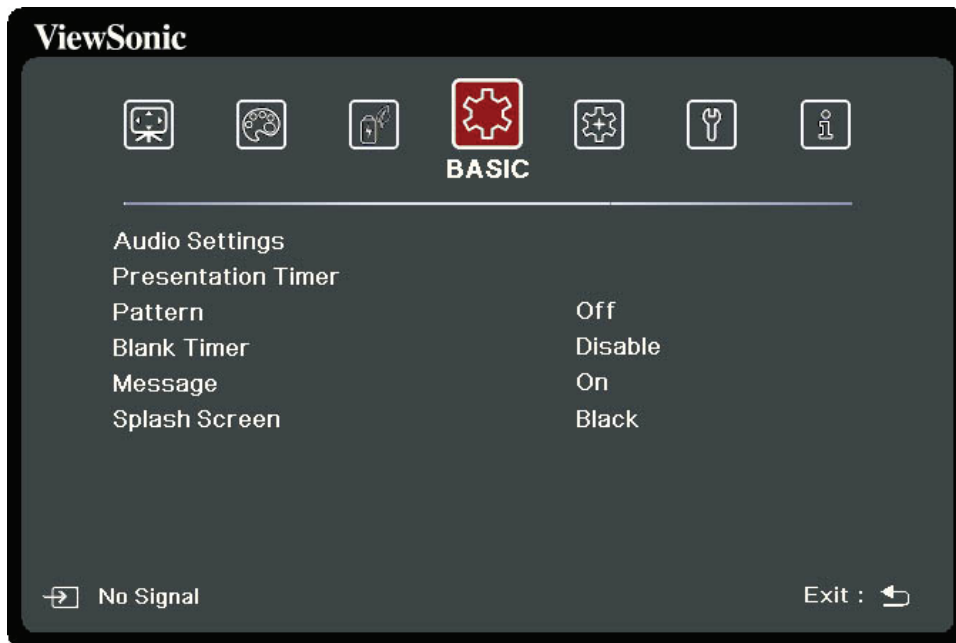 ViewSonic
BASIC
Audio Settings
Presentation Timer
Pattern Off
Blank Timer Disable
Message On
Splash Screen Black
No Signal Exit :